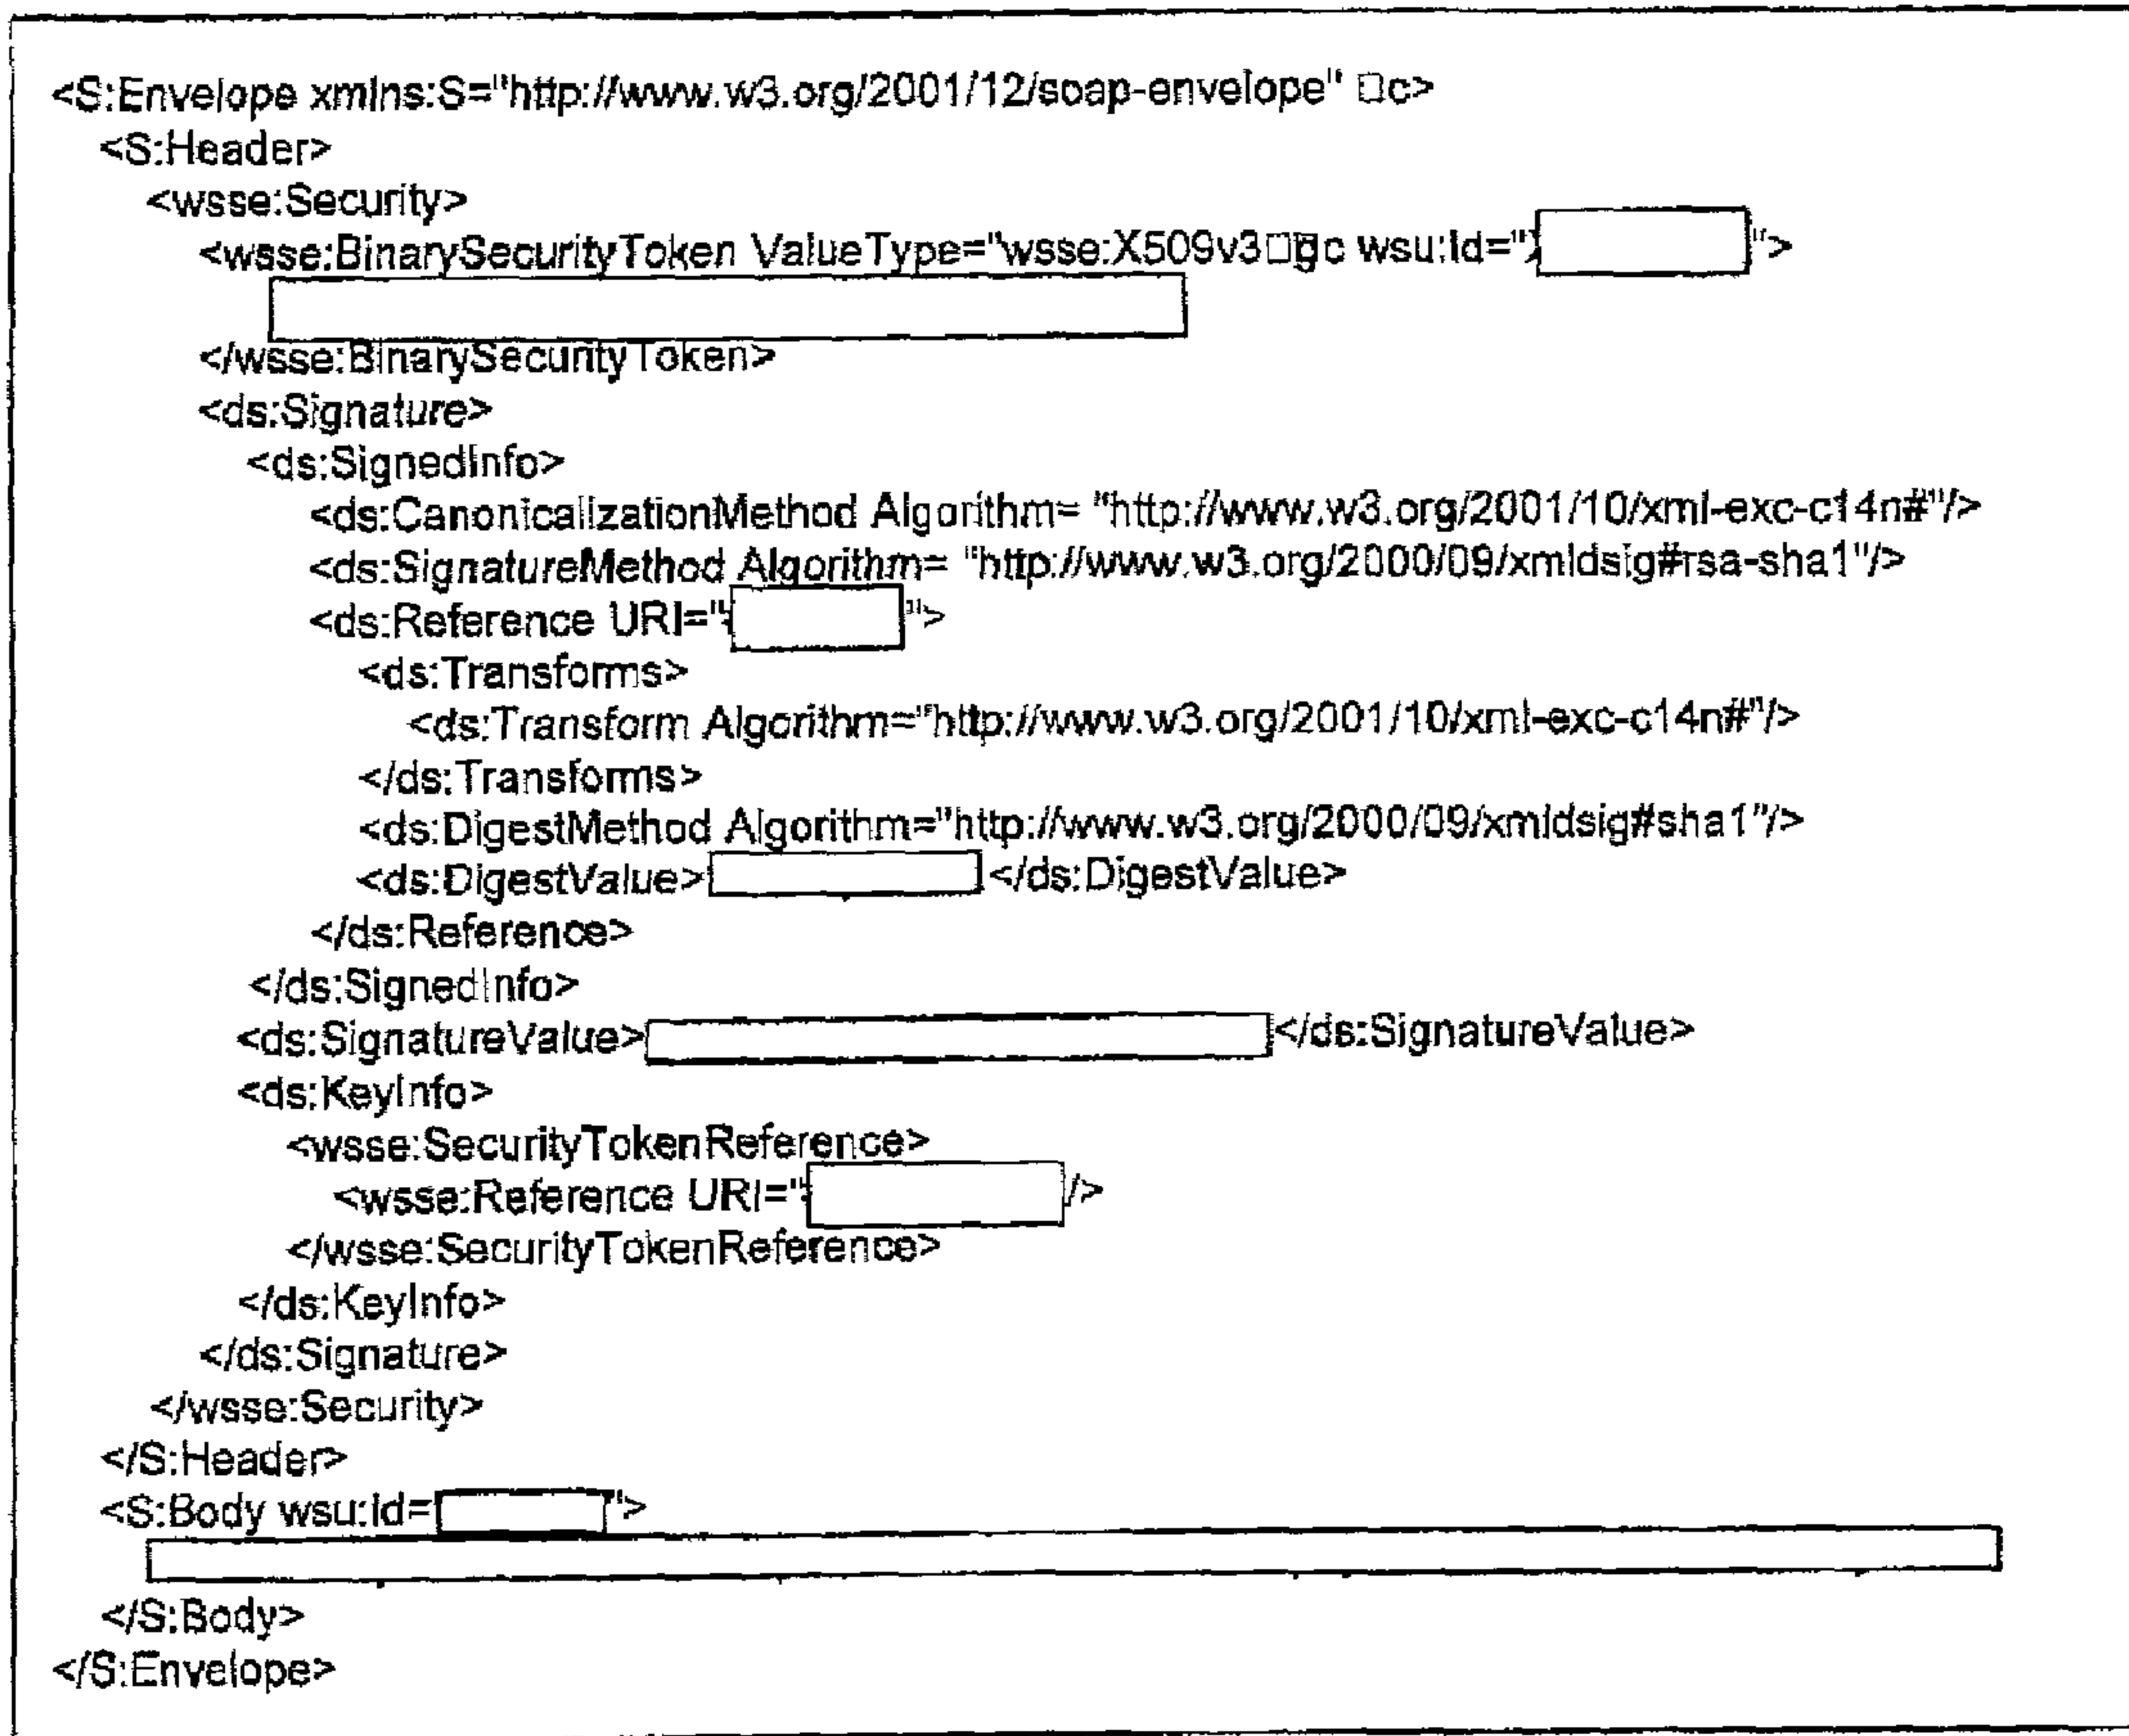 <S:Envelope xmlns:S="http://www.w3.org/2001/12/soap-envelope" □c>
<S:Header>
<wsse:Security>
<wsse:BinarySecurityToken ValueType="wsse:X509v3□gc wsu:Id=" ">
</wsse:BinarySecurityToken>
<ds:Signature>
<ds:SignedInfo>
<ds:CanonicalizationMethod Algorithm= "http://www.w3.org/2001/10/xml-exc-c14n#"/>
<ds:SignatureMethod Algorithm= "http://www.w3.org/2000/09/xmldsig#rsa-sha1"/>
<ds:Reference URI=" ">
<ds:Transforms>
<ds:Transform Algorithm="http://www.w3.org/2001/10/xml-exc-c14n#"/>
</ds:Transforms>
<ds:DigestMethod Algorithm="http://www.w3.org/2000/09/xmldsig#sha1"/>
<ds:DigestValue> </ds:DigestValue>
</ds:Reference>
</ds:SignedInfo>
<ds:SignatureValue> </ds:SignatureValue>
<ds:KeyInfo>
<wsse:SecurityTokenReference>
<wsse:Reference URI=" />
</wsse:SecurityTokenReference>
</ds:KeyInfo>
</ds:Signature>
</wsse:Security>
</S:Header>
<S:Body wsu:Id= ">
</S:Body>
</S:Envelope>